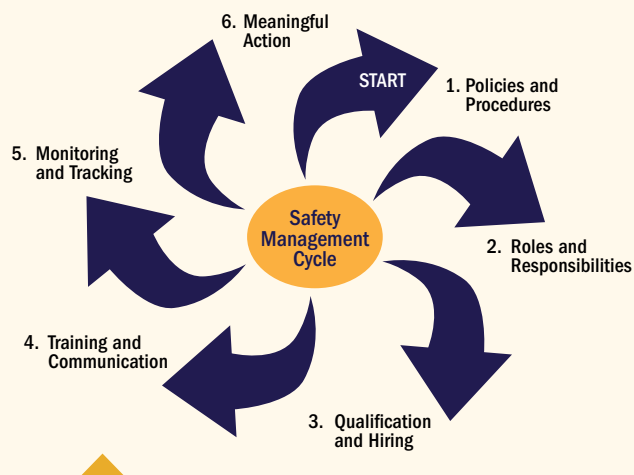 START
1. Policies and
Procedures
2. Roles and
Responsibilities
3. Qualification
and Hiring
4. Training and
Communication
5. Monitoring
and Tracking
6. Meaningful
Action
Safety
Management
Cycle